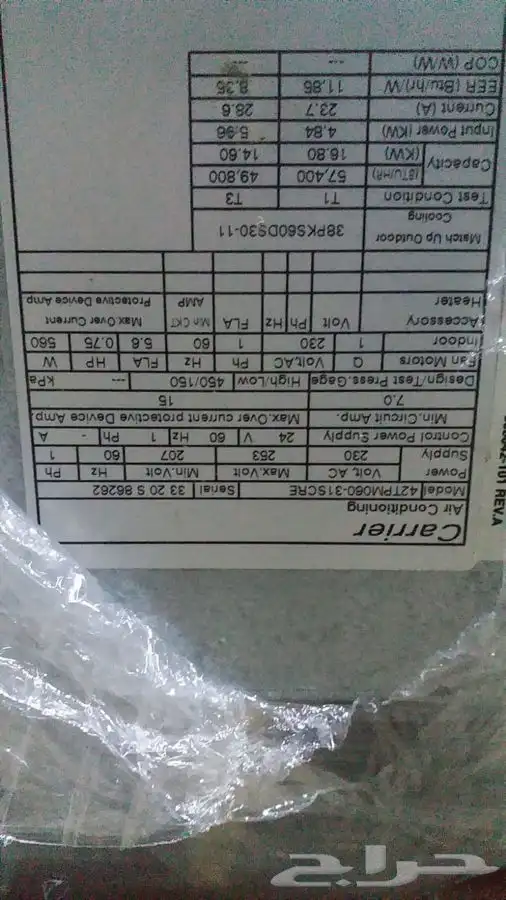 Carrier
Air Conditioning
Model 42TPM060-31SCRE Serial 33 20 S 86262
Power Supply Volt, AC Max.Volt Min.Volt Hz Ph
230 253 207 60 1
Control Power Supply 24 V 60 Hz 1 Ph - A
Min.Circuit Amp. Max.Over current protective Device Amp
7.0 15
Design/Test Press.Gage High/Low 450/150 --- kPa
Fan Motors Q Volt,AC Ph Hz FLA HP W
Indoor 1 230 1 60 5.6 0.75 560
Accessory Heater Volt Ph Hz FLA Min CKT AMP Max.Over Current Protective Device Amp
Match Up Outdoor Cooling 38PKS60DS30-11
Test Condition T1 T3
Capacity (BTU/HR) 57,400 49,800
(KW) 16.80 14.60
Input Power (KW) 4.84 5.96
Current (A) 23.7 28.6
EER (Btu/hr)/W 11.86 8.35
COP (W/W) --- ---
101 REV.A
حراج